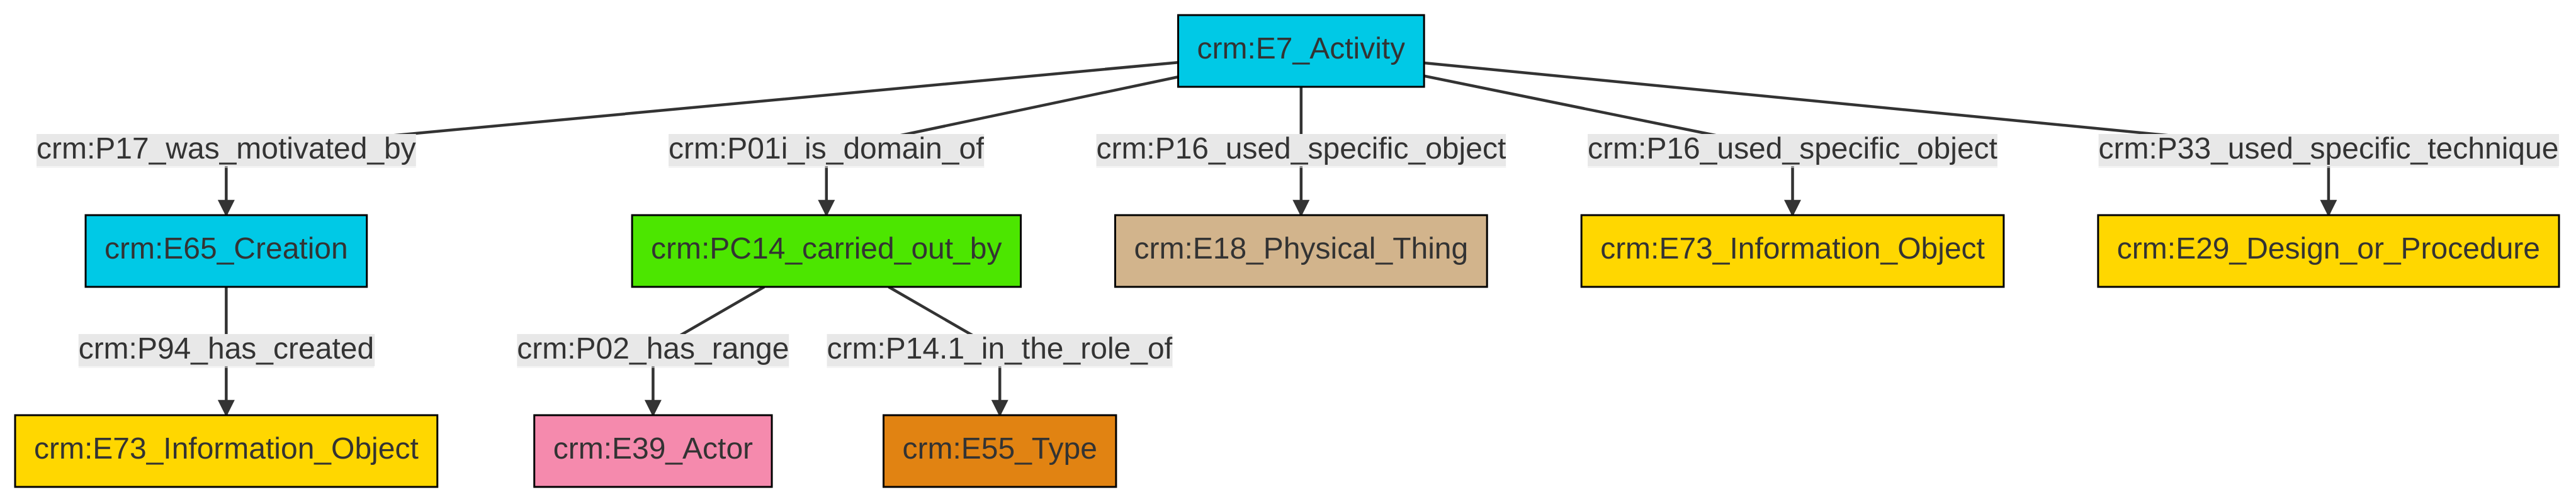 crm:E7_Activity
crm:P17_was_motivated_by
crm:P01i_is_domain_of
crm:P16_used_specific_object
crm:P16_used_specific_object
crm:P33_used_specific_technique
crm:E65_Creation
crm:PC14_carried_out_by
crm:E18_Physical_Thing
crm:E73_Information_Object
crm:E29_Design_or_Procedure
crm:P94_has_created
crm:P02_has_range
crm:P14.1_in_the_role_of
crm:E73_Information_Object
crm:E39_Actor
crm:E55_Type